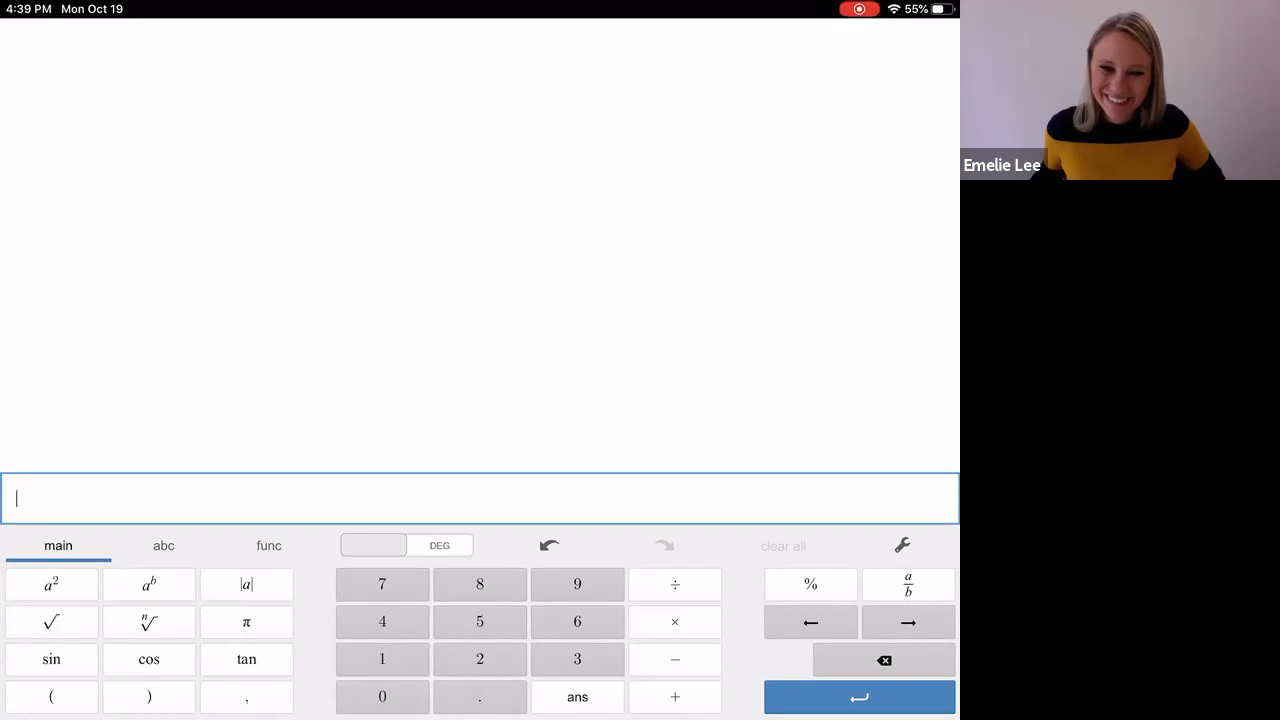 4:39 PM Mon Oct 19 55%
Emelie Lee
main abc func DEG clear all
a² aᵇ |a| 7 8 9 ÷ % a/b
√ ⁿ√ π 4 5 6 × ← →
sin cos tan 1 2 3 −
( ) , 0 . ans +